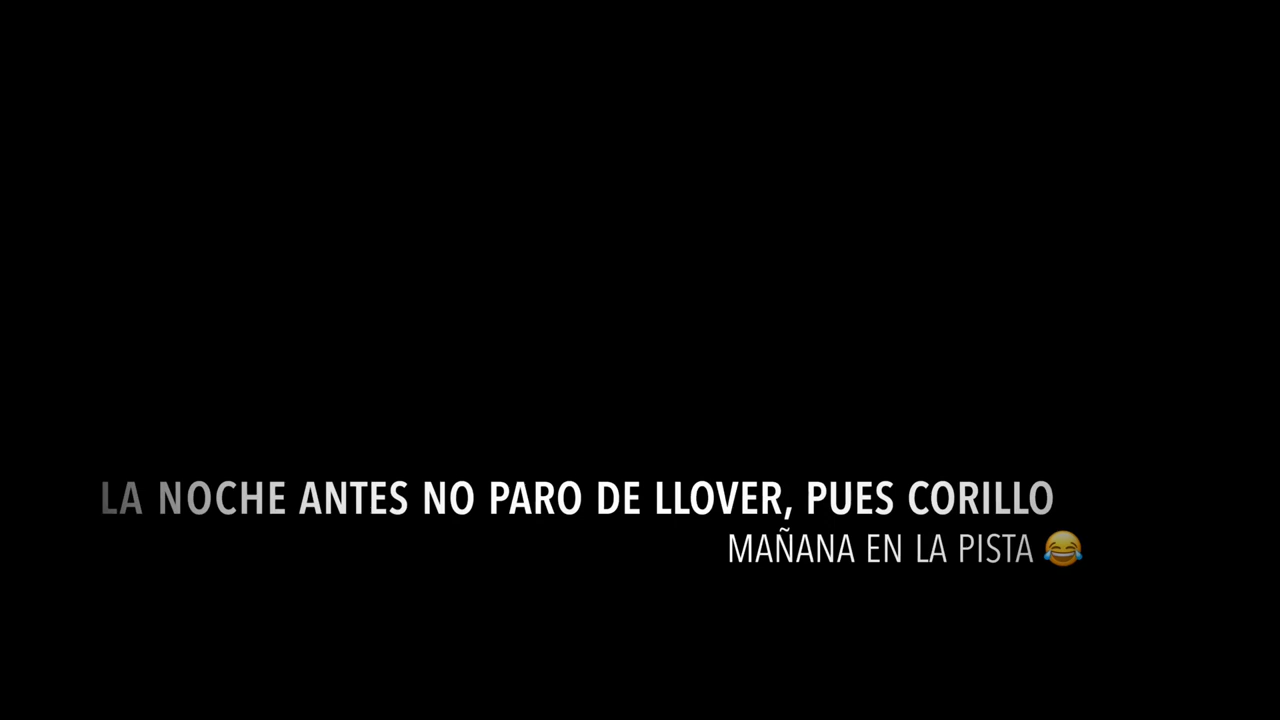 LA NOCHE ANTES NO PARO DE LLOVER, PUES CORILLO
MAÑANA EN LA PISTA 😂